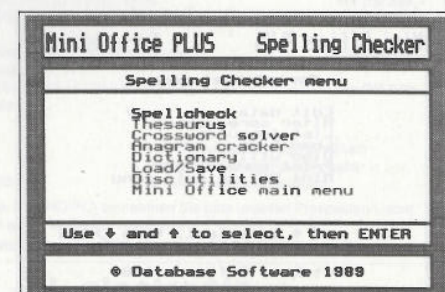 Mini Office PLUS Spelling Checker
Spelling Checker menu
Spellcheck
Thesaurus
Crossword solver
Anagram cracker
Dictionary
Load/Save
Disc utilities
Mini Office main menu
Use ↓ and ↑ to select, then ENTER
© Database Software 1989